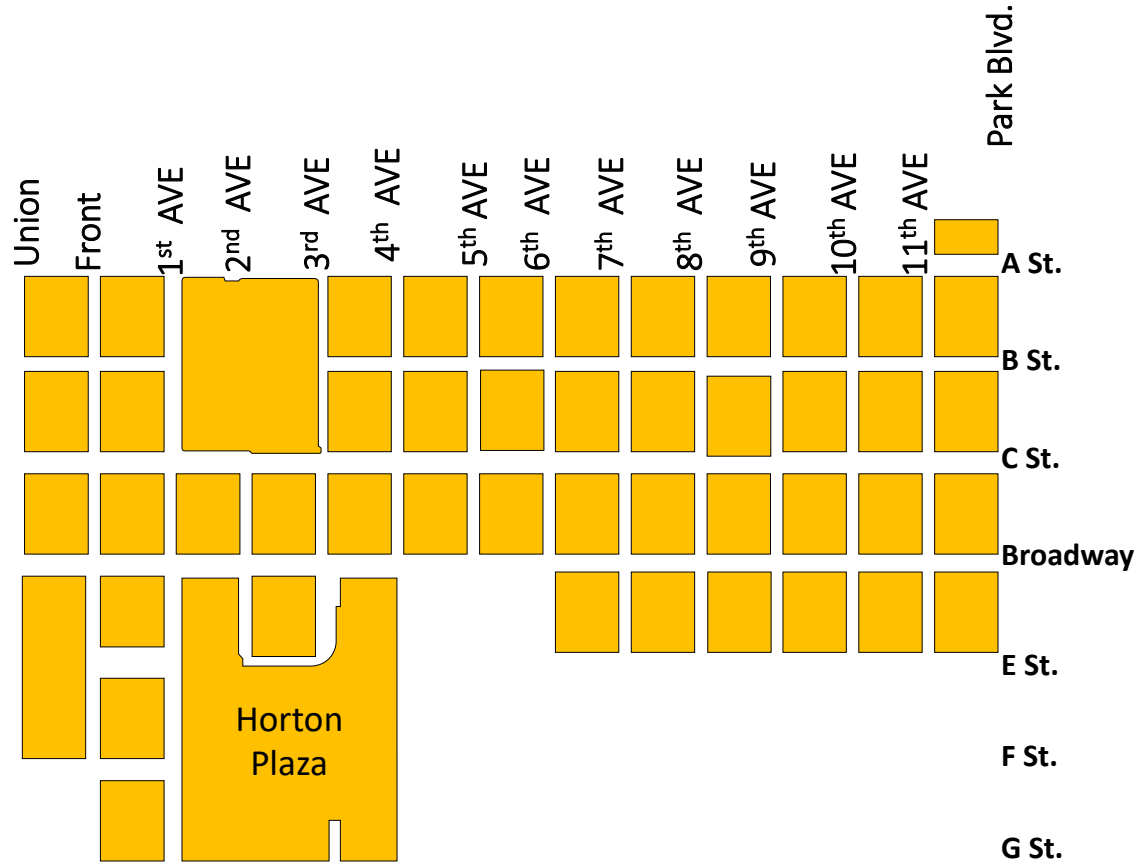 Park Blvd.
Union
Front
1st AVE
2nd AVE
3rd AVE
4th AVE
5th AVE
6th AVE
7th AVE
8th AVE
9th AVE
10th AVE
11th AVE
A St.
B St.
C St.
Broadway
E St.
Horton
Plaza
F St.
G St.